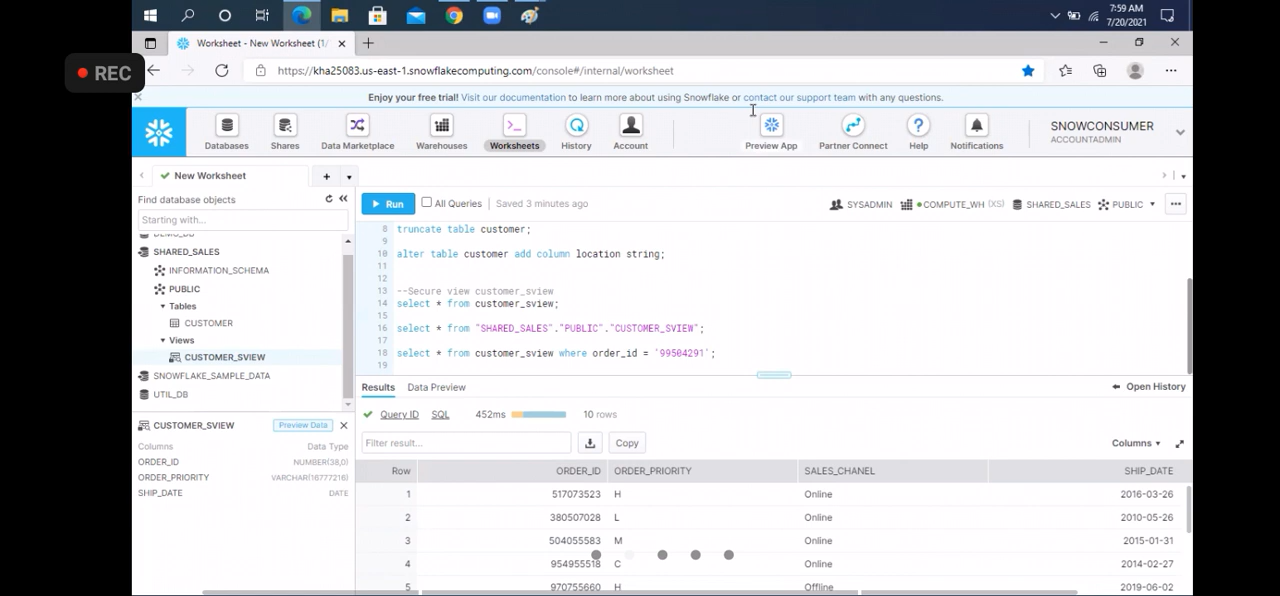 7:59 AM
7/20/2021
Worksheet - New Worksheet (1/
REC
https://kha25083.us-east-1.snowflakecomputing.com/console#/internal/worksheet
Enjoy your free trial! Visit our documentation to learn more about using Snowflake or contact our support team with any questions.
Databases
Shares
Data Marketplace
Warehouses
Worksheets
History
Account
Preview App
Partner Connect
Help
Notifications
SNOWCONSUMER
ACCOUNTADMIN
New Worksheet
Find database objects
Starting with...
DEMO_DB
SHARED_SALES
INFORMATION_SCHEMA
PUBLIC
Tables
CUSTOMER
Views
CUSTOMER_SVIEW
SNOWFLAKE_SAMPLE_DATA
UTIL_DB
CUSTOMER_SVIEW Preview Data
Columns Data Type
ORDER_ID NUMBER(38,0)
ORDER_PRIORITY VARCHAR(16777216)
SHIP_DATE DATE
Run All Queries Saved 3 minutes ago SYSADMIN COMPUTE_WH (XS) SHARED_SALES PUBLIC
8 truncate table customer;
9
10 alter table customer add column location string;
11
12
13 --Secure view customer_sview
14 select * from customer_sview;
15
16 select * from "SHARED_SALES"."PUBLIC"."CUSTOMER_SVIEW";
17
18 select * from customer_sview where order_id = '99504291';
19
Results Data Preview Open History
Query ID SQL 452ms 10 rows
Filter result... Copy Columns
Row ORDER_ID ORDER_PRIORITY SALES_CHANEL SHIP_DATE
1 517073523 H Online 2016-03-26
2 380507028 L Online 2010-05-26
3 504055583 M Online 2015-01-31
4 954955518 C Online 2014-02-27
5 970755660 H Offline 2019-06-02